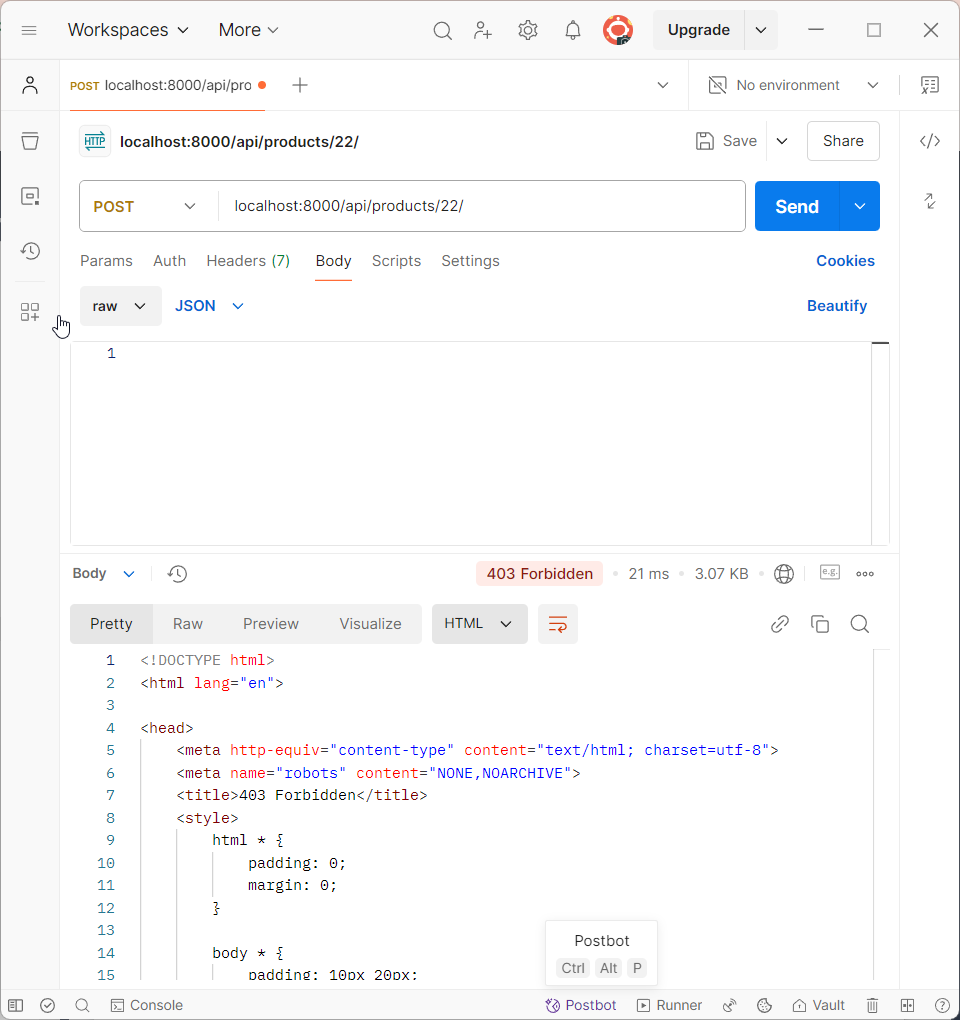 Workspaces More Upgrade
POST localhost:8000/api/pro No environment
HTTP localhost:8000/api/products/22/ Save Share
POST localhost:8000/api/products/22/ Send
Params Auth Headers (7) Body Scripts Settings Cookies
raw JSON Beautify
1
Body 403 Forbidden 21 ms 3.07 KB e.g.
Pretty Raw Preview Visualize HTML
1 <!DOCTYPE html>
2 <html lang="en">
3
4 <head>
5 <meta http-equiv="content-type" content="text/html; charset=utf-8">
6 <meta name="robots" content="NONE,NOARCHIVE">
7 <title>403 Forbidden</title>
8 <style>
9 html * {
10 padding: 0;
11 margin: 0;
12 }
13
14 body * {
15 padding: 10px 20px;
Postbot
Ctrl Alt P
Console Postbot Runner Vault